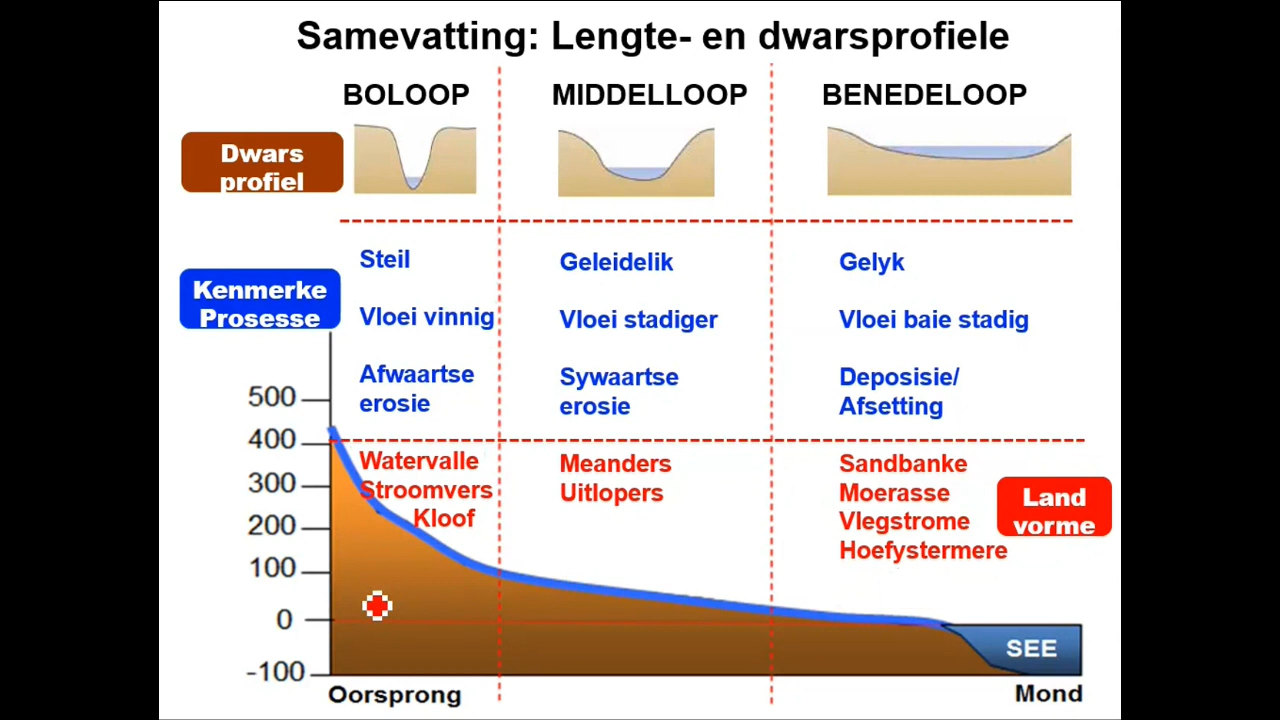 Samevatting: Lengte- en dwarsprofiele
BOLOOP
MIDDELLOOP
BENEDELOOP
Dwars
profiel
Kenmerke
Prosesse
Steil
Geleidelik
Gelyk
Vloei vinnig
Vloei stadiger
Vloei baie stadig
Afwaartse
erosie
Sywaartse
erosie
Deposisie/
Afsetting
Watervalle
Stroomvers
Kloof
Meanders
Uitlopers
Sandbanke
Moerasse
Vlegstrome
Hoefystermere
Land
vorme
500
400
300
200
100
0
-100
SEE
Oorsprong
Mond